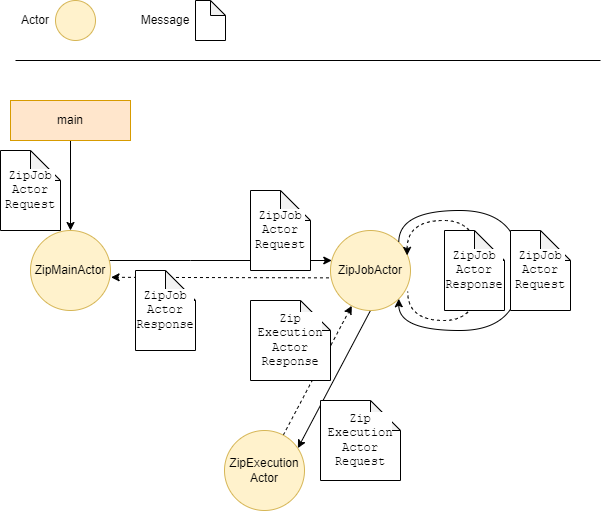 Actor
Message
main
ZipJob
Actor
Request
ZipMainActor
ZipJob
Actor
Request
ZipJobActor
ZipJob
Actor
Response
ZipJob
Actor
Request
ZipJob
Actor
Response
Zip
Execution
Actor
Response
Zip
Execution
Actor
Request
ZipExecution
Actor